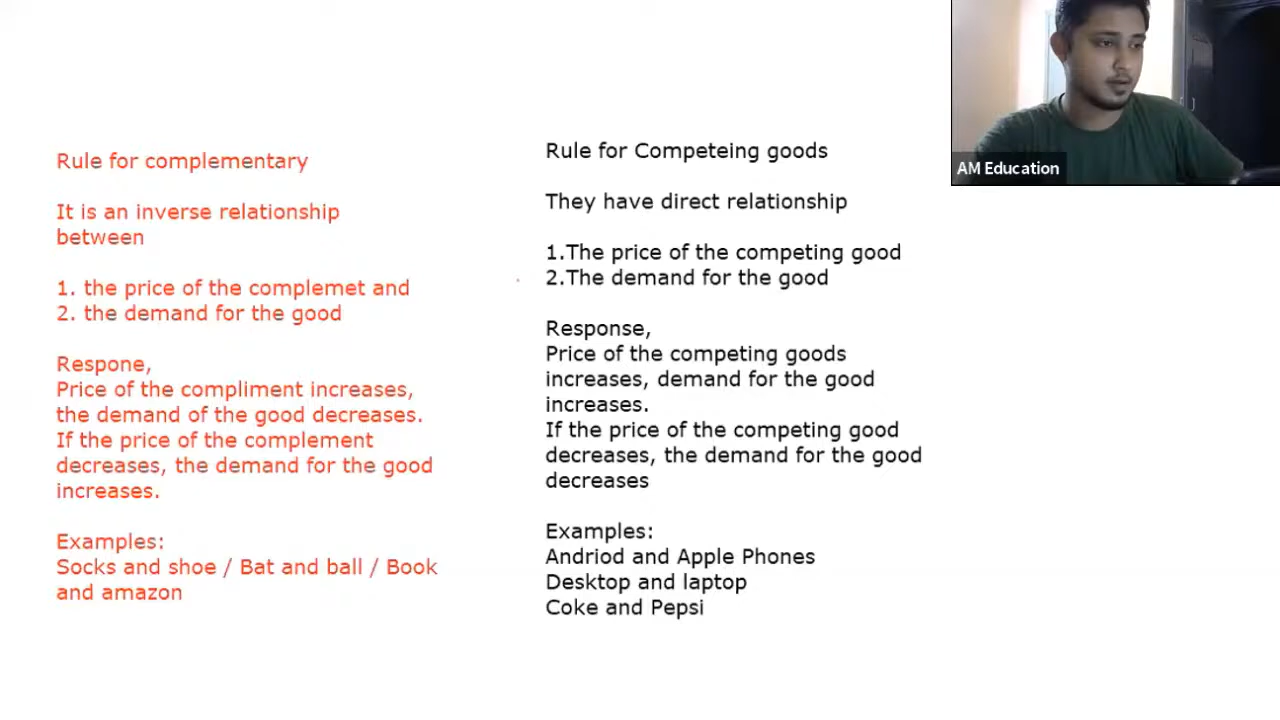 Rule for complementary
It is an inverse relationship
between
1. the price of the complemet and
2. the demand for the good
Respone,
Price of the compliment increases,
the demand of the good decreases.
If the price of the complement
decreases, the demand for the good
increases.
Examples:
Socks and shoe / Bat and ball / Book
and amazon
Rule for Competeing goods
They have direct relationship
1.The price of the competing good
2.The demand for the good
Response,
Price of the competing goods
increases, demand for the good
increases.
If the price of the competing good
decreases, the demand for the good
decreases
Examples:
Andriod and Apple Phones
Desktop and laptop
Coke and Pepsi
AM Education